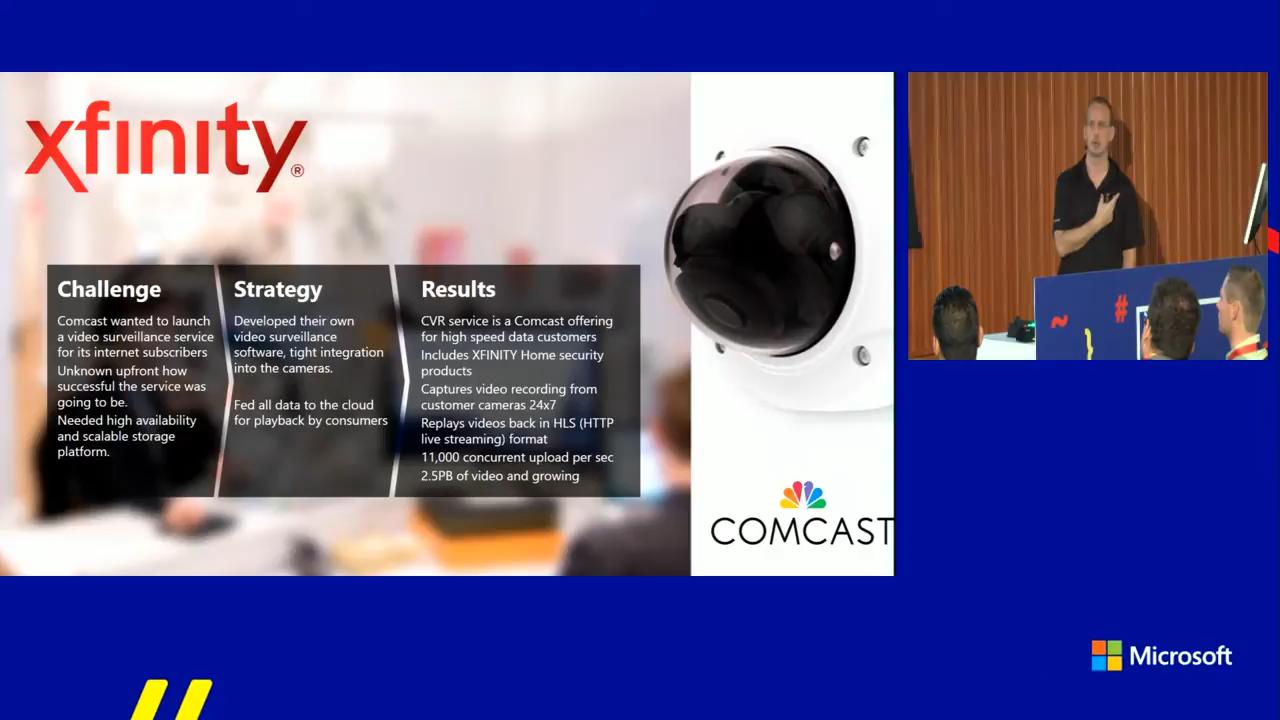 xfinity®
Challenge
Comcast wanted to launch
a video surveillance service
for its internet subscribers
Unknown upfront how
successful the service was
going to be.
Needed high availability
and scalable storage
platform.
Strategy
Developed their own
video surveillance
software, tight integration
into the cameras.
Fed all data to the cloud
for playback by consumers
Results
CVR service is a Comcast offering
for high speed data customers
Includes XFINITY Home security
products
Captures video recording from
customer cameras 24x7
Replays videos back in HLS (HTTP
live streaming) format
11,000 concurrent upload per sec
2.5PB of video and growing
COMCAST
~ } #
Microsoft
//